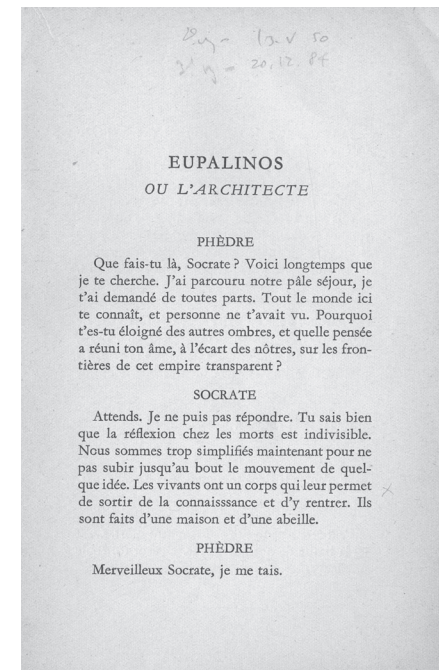 20.12.84
EUPALINOS
OU L'ARCHITECTE
PHÈDRE
Que fais-tu là, Socrate ? Voici longtemps que
je te cherche. J'ai parcouru notre pâle séjour, je
t'ai demandé de toutes parts. Tout le monde ici
te connaît, et personne ne t'avait vu. Pourquoi
t'es-tu éloigné des autres ombres, et quelle pensée
a réuni ton âme, à l'écart des nôtres, sur les fron-
tières de cet empire transparent ?
SOCRATE
Attends. Je ne puis pas répondre. Tu sais bien
que la réflexion chez les morts est indivisible.
Nous sommes trop simplifiés maintenant pour ne
pas subir jusqu'au bout le mouvement de quel-
que idée. Les vivants ont un corps qui leur permet
de sortir de la connaisssance et d'y rentrer. Ils
sont faits d'une maison et d'une abeille.
PHÈDRE
Merveilleux Socrate, je me tais.